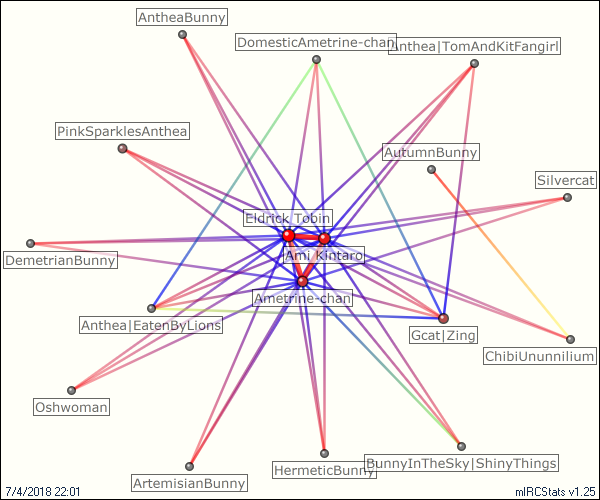 AntheaBunny
DomesticAmetrine-chan
Anthea|TomAndKitFangirl
PinkSparklesAnthea
AutumnBunny
Silvercat
Eldrick_Tobin
Ami_Kintaro
DemetrianBunny
Ametrine-chan
Anthea|EatenByLions
Gcat|Zing
ChibiUnunnilium
Oshwoman
ArtemisianBunny
HermeticBunny
BunnyInTheSky|ShinyThings
7/4/2018 22:01
mIRCStats v1.25